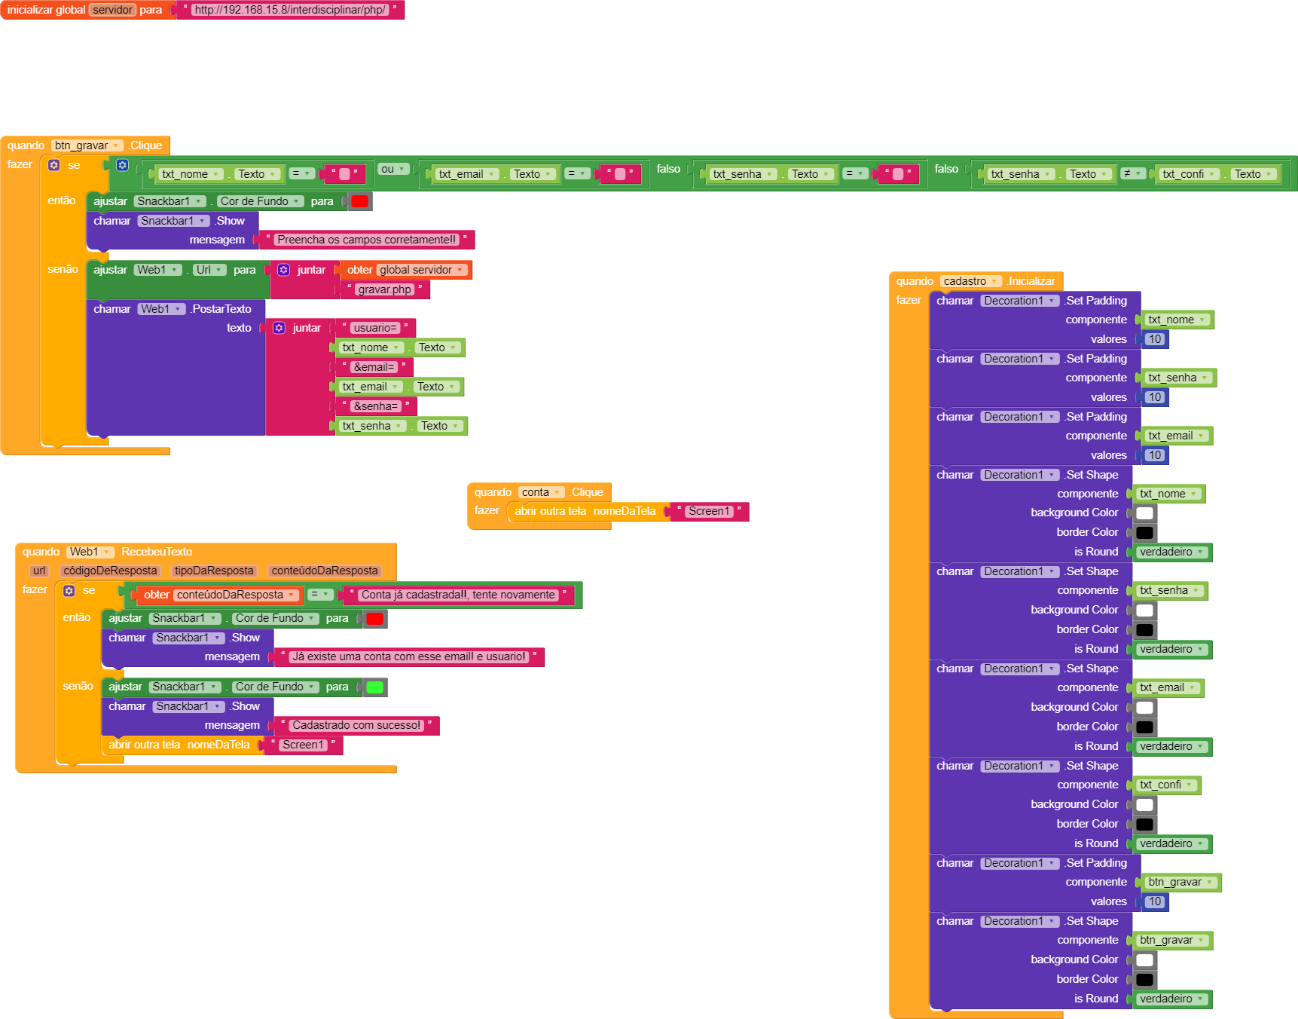 inicializar global servidor para " http://192.168.15.8/interdisciplinar/php/ "
quando btn_gravar .Clique
fazer se txt_nome . Texto = " " ou txt_email . Texto = " " falso txt_senha . Texto = " " falso txt_senha . Texto ≠ txt_confi . Texto
então ajustar Snackbar1 . Cor de Fundo para
chamar Snackbar1 .Show
mensagem " Preencha os campos corretamente!! "
senão ajustar Web1 . Url para juntar obter global servidor
" gravar.php "
chamar Web1 .PostarTexto
texto juntar " usuario= "
txt_nome . Texto
" &email= "
txt_email . Texto
" &senha= "
txt_senha . Texto
quando conta .Clique
fazer abrir outra tela nomeDaTela " Screen1 "
quando Web1 .RecebeuTexto
url códigoDeResposta tipoDaResposta conteúdoDaResposta
fazer se obter conteúdoDaResposta = " Conta já cadastrada!!, tente novamente "
então ajustar Snackbar1 . Cor de Fundo para
chamar Snackbar1 .Show
mensagem " Já existe uma conta com esse email! e usuario! "
senão ajustar Snackbar1 . Cor de Fundo para
chamar Snackbar1 .Show
mensagem " Cadastrado com sucesso! "
abrir outra tela nomeDaTela " Screen1 "
quando cadastro .Inicializar
fazer chamar Decoration1 .Set Padding
componente txt_nome
valores 10
chamar Decoration1 .Set Padding
componente txt_senha
valores 10
chamar Decoration1 .Set Padding
componente txt_email
valores 10
chamar Decoration1 .Set Shape
componente txt_nome
background Color
border Color
is Round verdadeiro
chamar Decoration1 .Set Shape
componente txt_senha
background Color
border Color
is Round verdadeiro
chamar Decoration1 .Set Shape
componente txt_email
background Color
border Color
is Round verdadeiro
chamar Decoration1 .Set Shape
componente txt_confi
background Color
border Color
is Round verdadeiro
chamar Decoration1 .Set Padding
componente btn_gravar
valores 10
chamar Decoration1 .Set Shape
componente btn_gravar
background Color
border Color
is Round verdadeiro